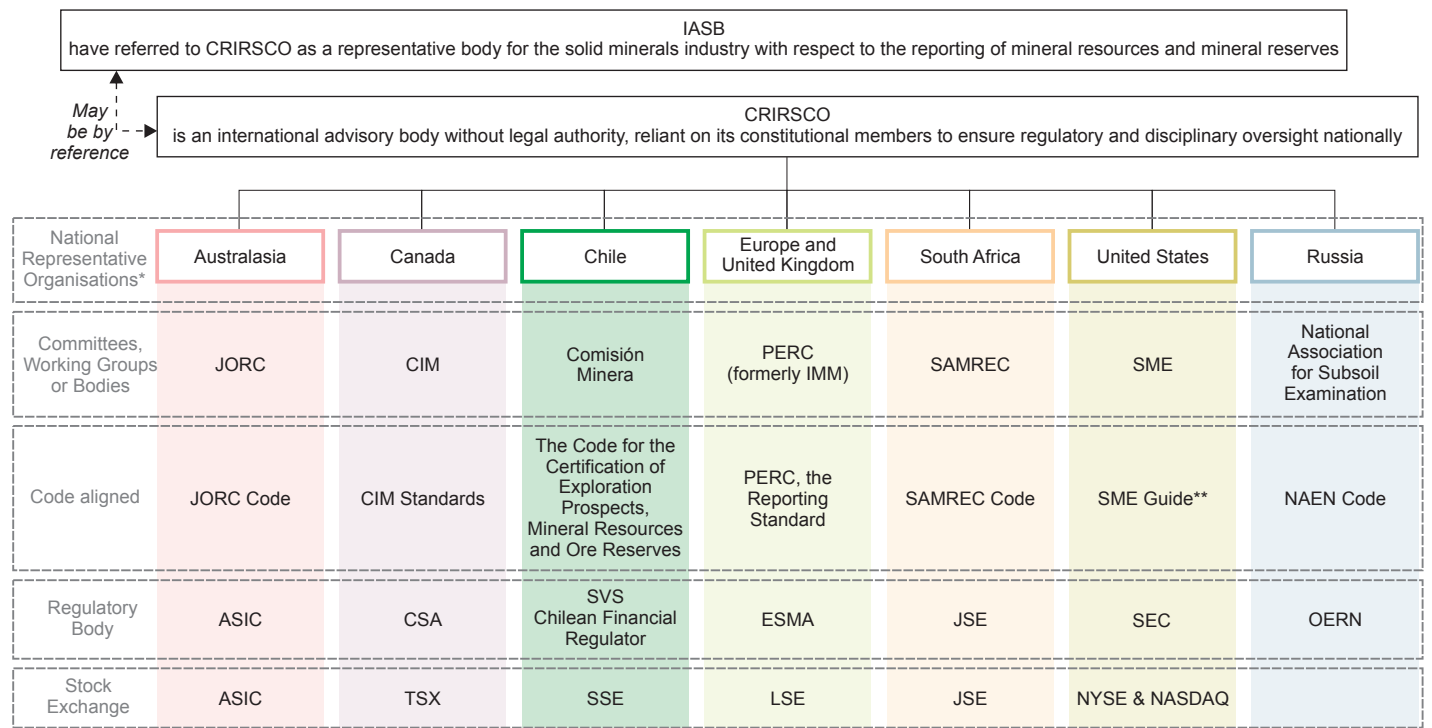 IASB
have referred to CRIRSCO as a representative body for the solid minerals industry with respect to the reporting of mineral resources and mineral reserves
May
be by
reference
CRIRSCO
is an international advisory body without legal authority, reliant on its constitutional members to ensure regulatory and disciplinary oversight nationally
National
Representative
Organisations*
Australasia
Canada
Chile
Europe and
United Kingdom
South Africa
United States
Russia
Committees,
Working Groups
or Bodies
JORC
CIM
Comisión
Minera
PERC
(formerly IMM)
SAMREC
SME
National
Association
for Subsoil
Examination
Code aligned
JORC Code
CIM Standards
The Code for the
Certification of
Exploration
Prospects,
Mineral Resources
and Ore Reserves
PERC, the
Reporting
Standard
SAMREC Code
SME Guide**
NAEN Code
Regulatory
Body
ASIC
CSA
SVS
Chilean Financial
Regulator
ESMA
JSE
SEC
OERN
Stock
Exchange
ASIC
TSX
SSE
LSE
JSE
NYSE & NASDAQ